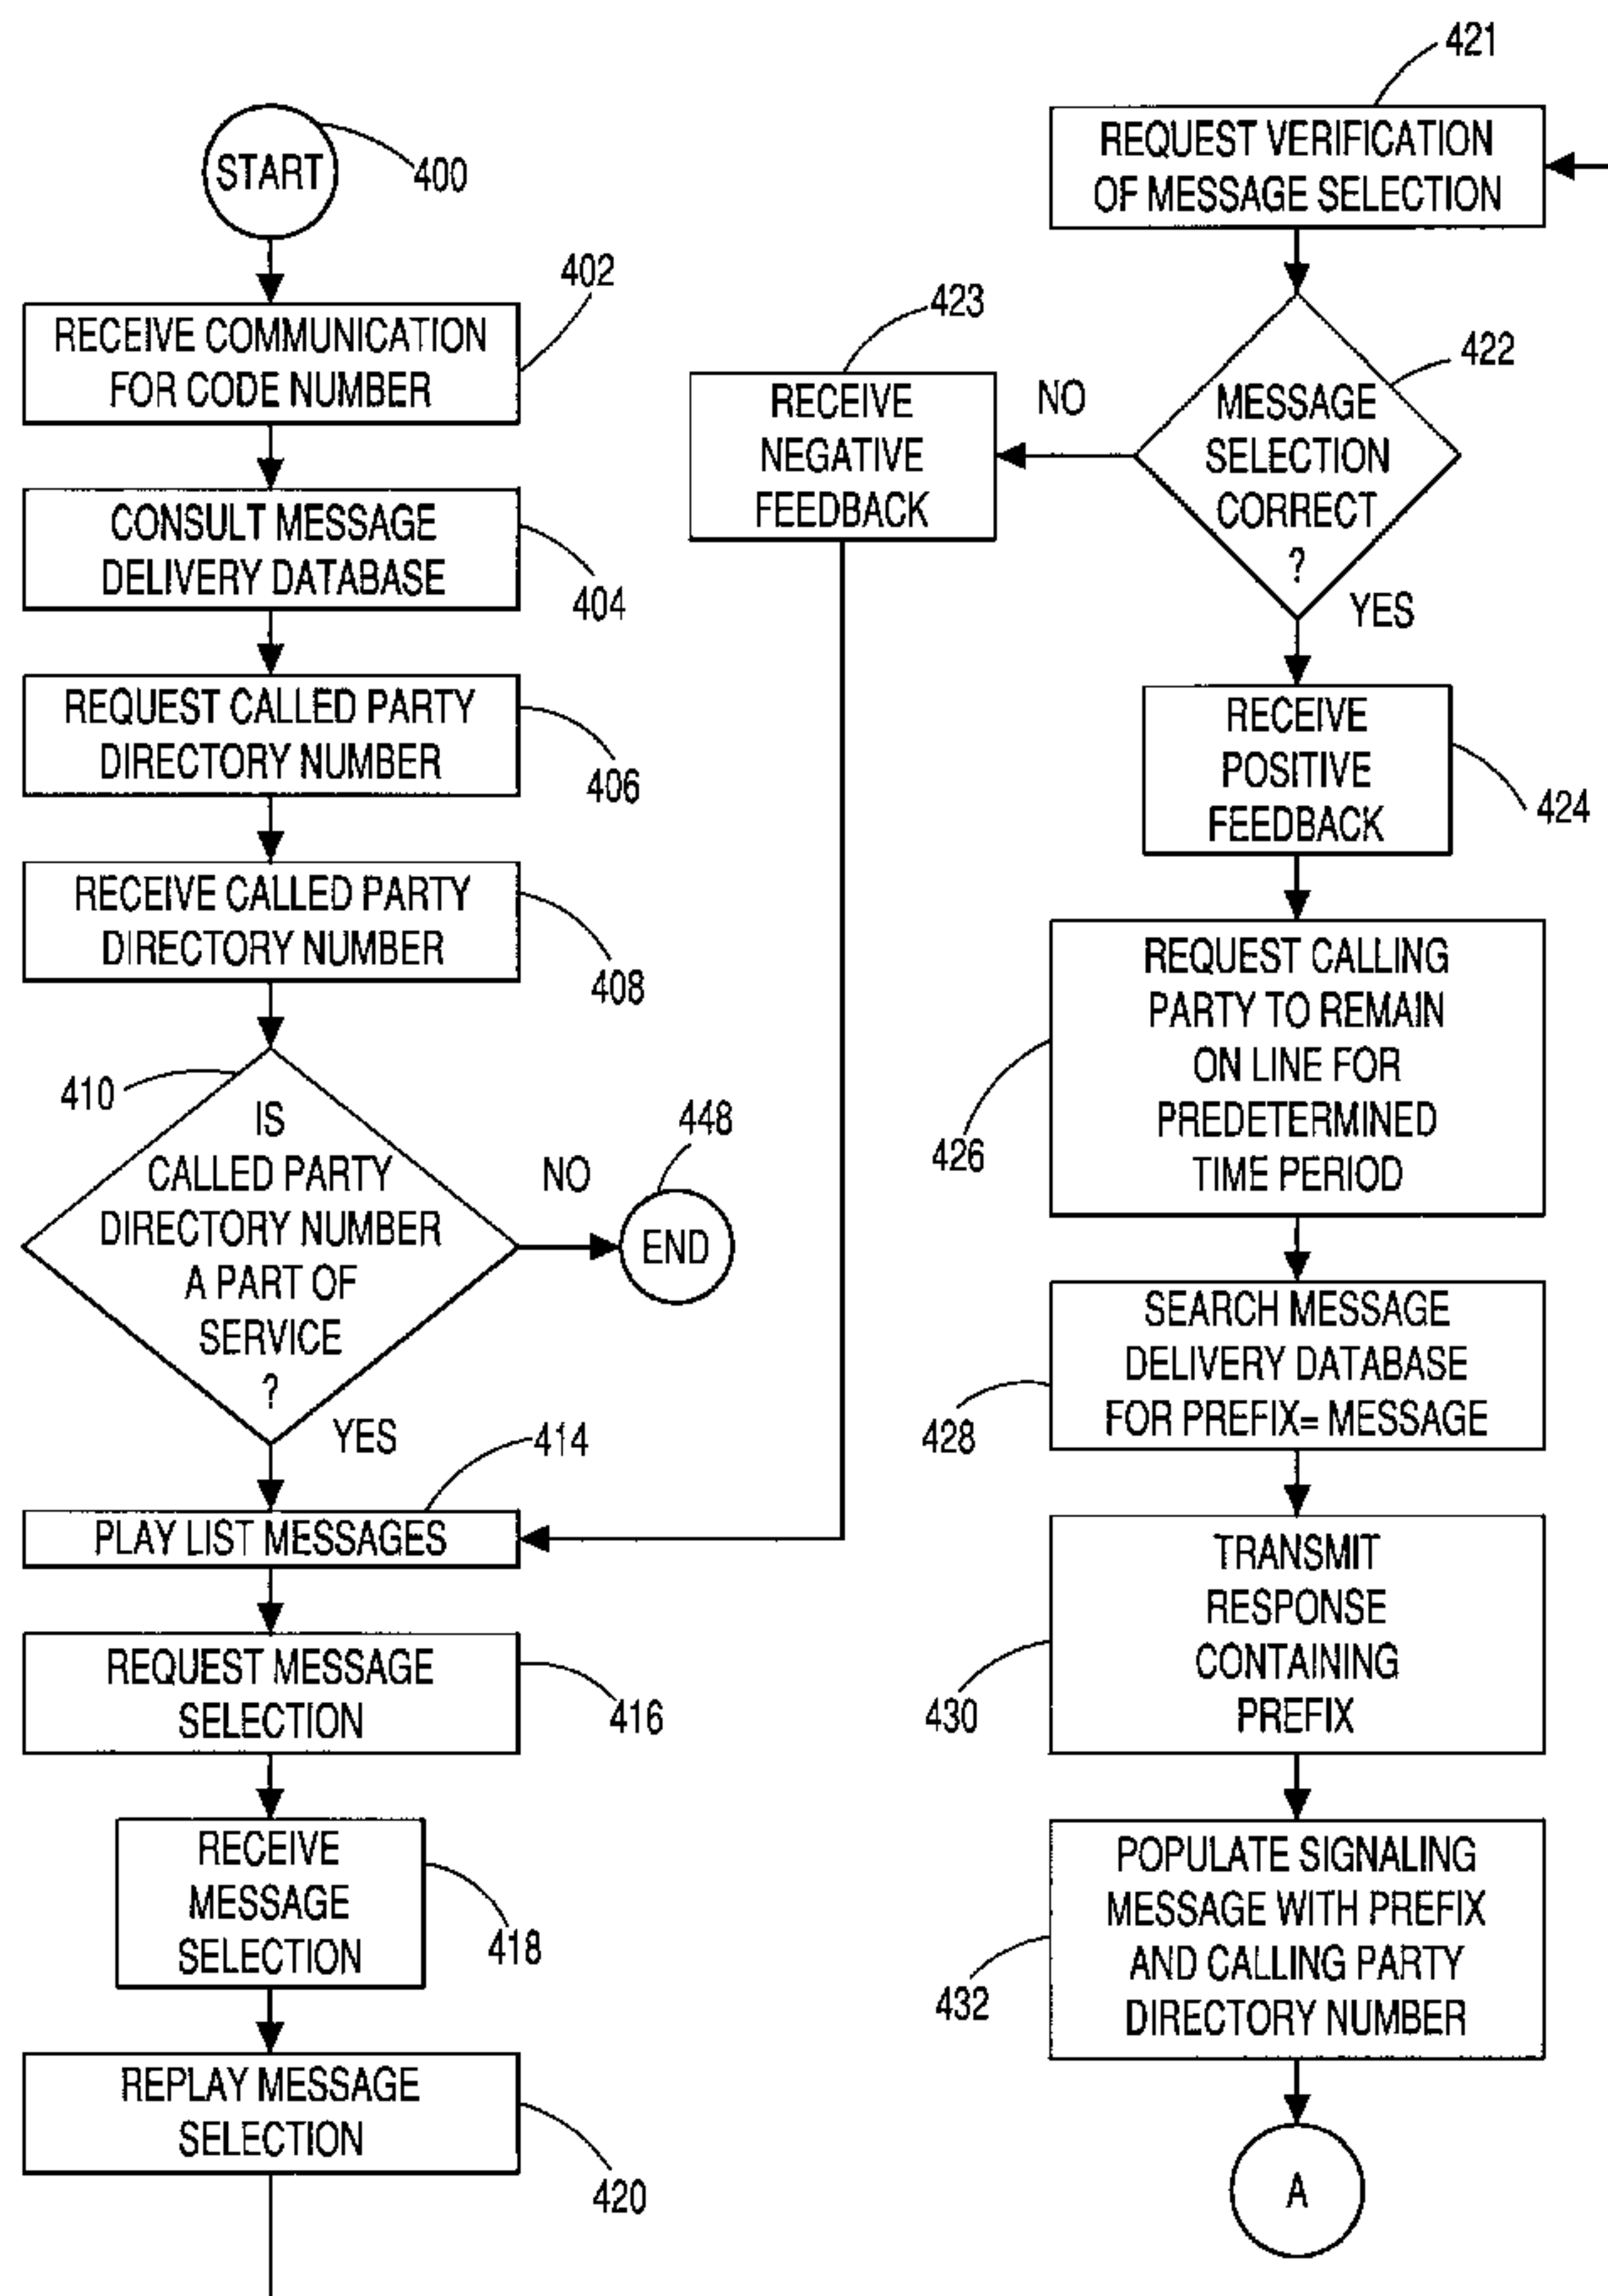 START
400
RECEIVE COMMUNICATION
FOR CODE NUMBER
402
CONSULT MESSAGE
DELIVERY DATABASE
404
REQUEST CALLED PARTY
DIRECTORY NUMBER
406
RECEIVE CALLED PARTY
DIRECTORY NUMBER
408
410
IS
CALLED PARTY
DIRECTORY NUMBER
A PART OF
SERVICE
?
NO
448
END
YES
414
PLAY LIST MESSAGES
REQUEST MESSAGE
SELECTION
416
RECEIVE
MESSAGE
SELECTION
418
REPLAY MESSAGE
SELECTION
420
421
REQUEST VERIFICATION
OF MESSAGE SELECTION
422
MESSAGE
SELECTION
CORRECT
?
NO
423
RECEIVE
NEGATIVE
FEEDBACK
YES
RECEIVE
POSITIVE
FEEDBACK
424
REQUEST CALLING
PARTY TO REMAIN
ON LINE FOR
PREDETERMINED
TIME PERIOD
426
SEARCH MESSAGE
DELIVERY DATABASE
FOR PREFIX= MESSAGE
428
TRANSMIT
RESPONSE
CONTAINING
PREFIX
430
POPULATE SIGNALING
MESSAGE WITH PREFIX
AND CALLING PARTY
DIRECTORY NUMBER
432
A